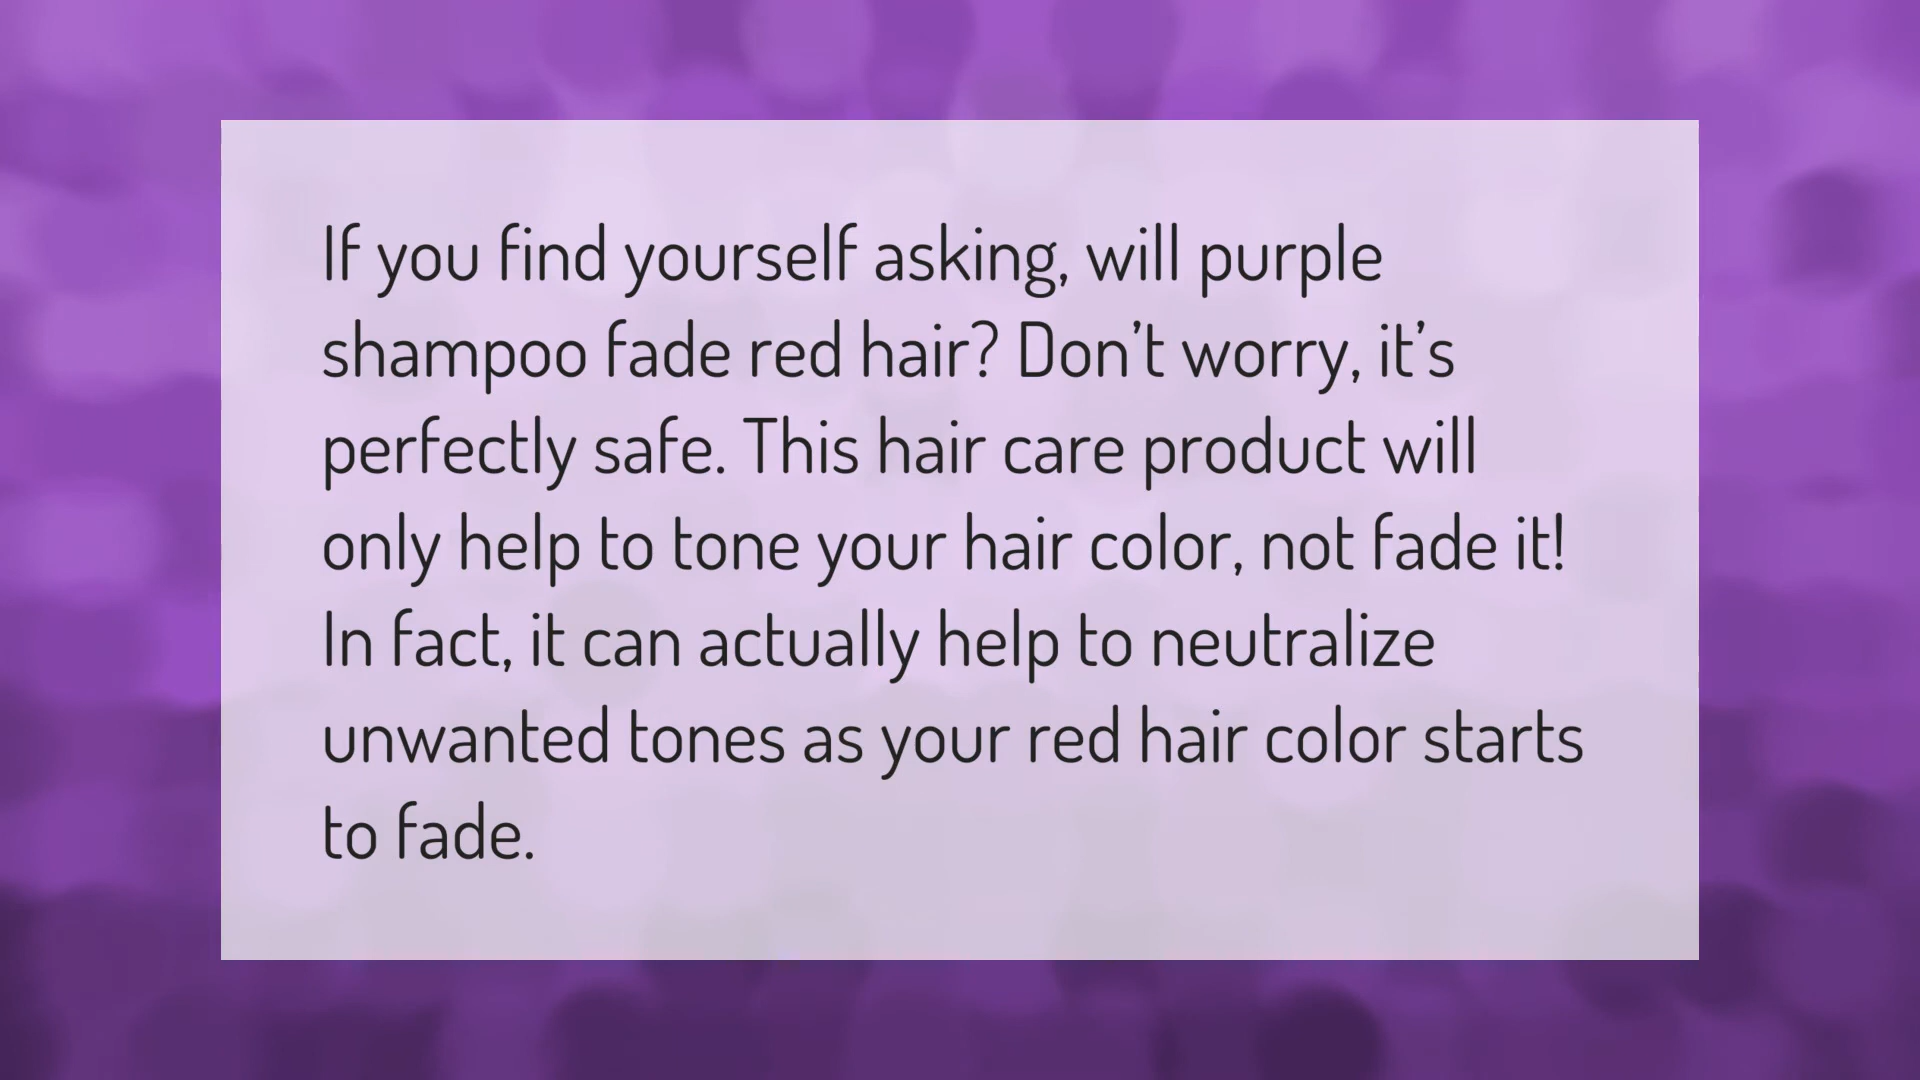 If you find yourself asking, will purple
shampoo fade red hair? Don’t worry, it’s
perfectly safe. This hair care product will
only help to tone your hair color, not fade it!
In fact, it can actually help to neutralize
unwanted tones as your red hair color starts
to fade.